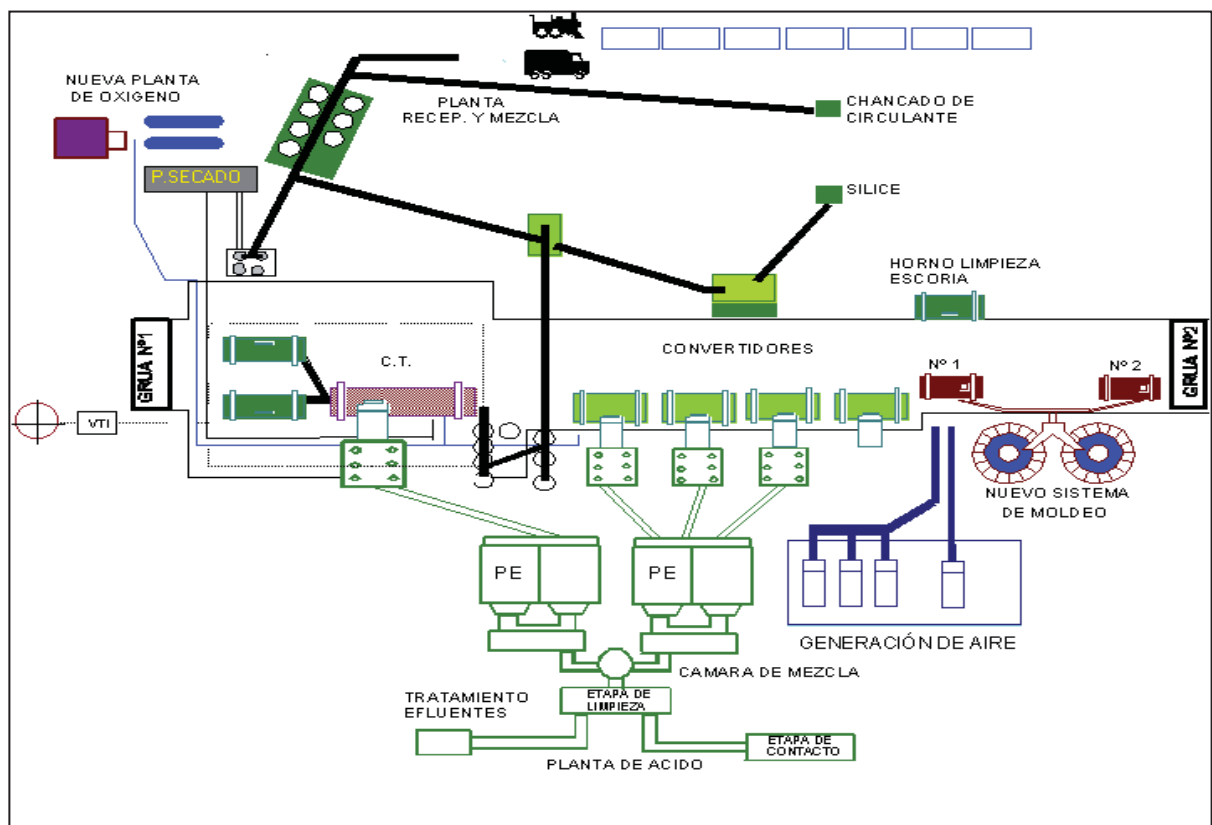 NUEVA PLANTA
DE OXIGENO
PLANTA
RECEP. Y MEZCLA
CHANCADO DE
CIRCULANTE
P.SECADO
SILICE
HORNO LIMPIEZA
ESCORIA
GRUA Nº1
C.T.
CONVERTIDORES
Nº 1
Nº 2
GRUA Nº2
VTI
NUEVO SISTEMA
DE MOLDEO
PE
PE
GENERACIÓN DE AIRE
CAMARA DE MEZCLA
TRATAMIENTO
EFLUENTES
ETAPA DE
LIMPIEZA
ETAPA DE
CONTACTO
PLANTA DE ACIDO